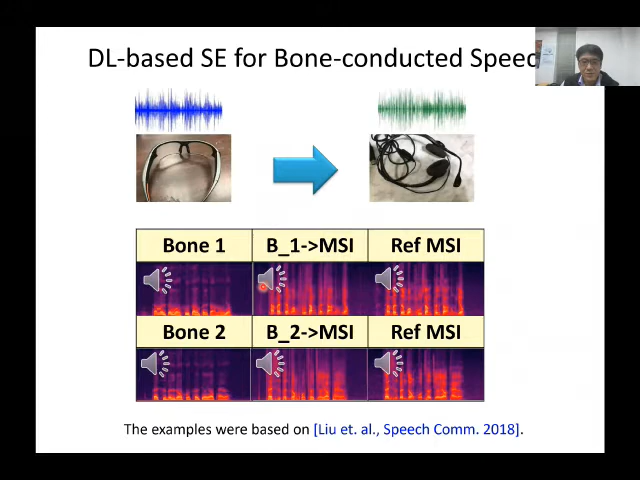 DL-based SE for Bone-conducted Speec
Bone 1
B_1->MSI
Ref MSI
Bone 2
B_2->MSI
Ref MSI
The examples were based on [Liu et. al., Speech Comm. 2018].